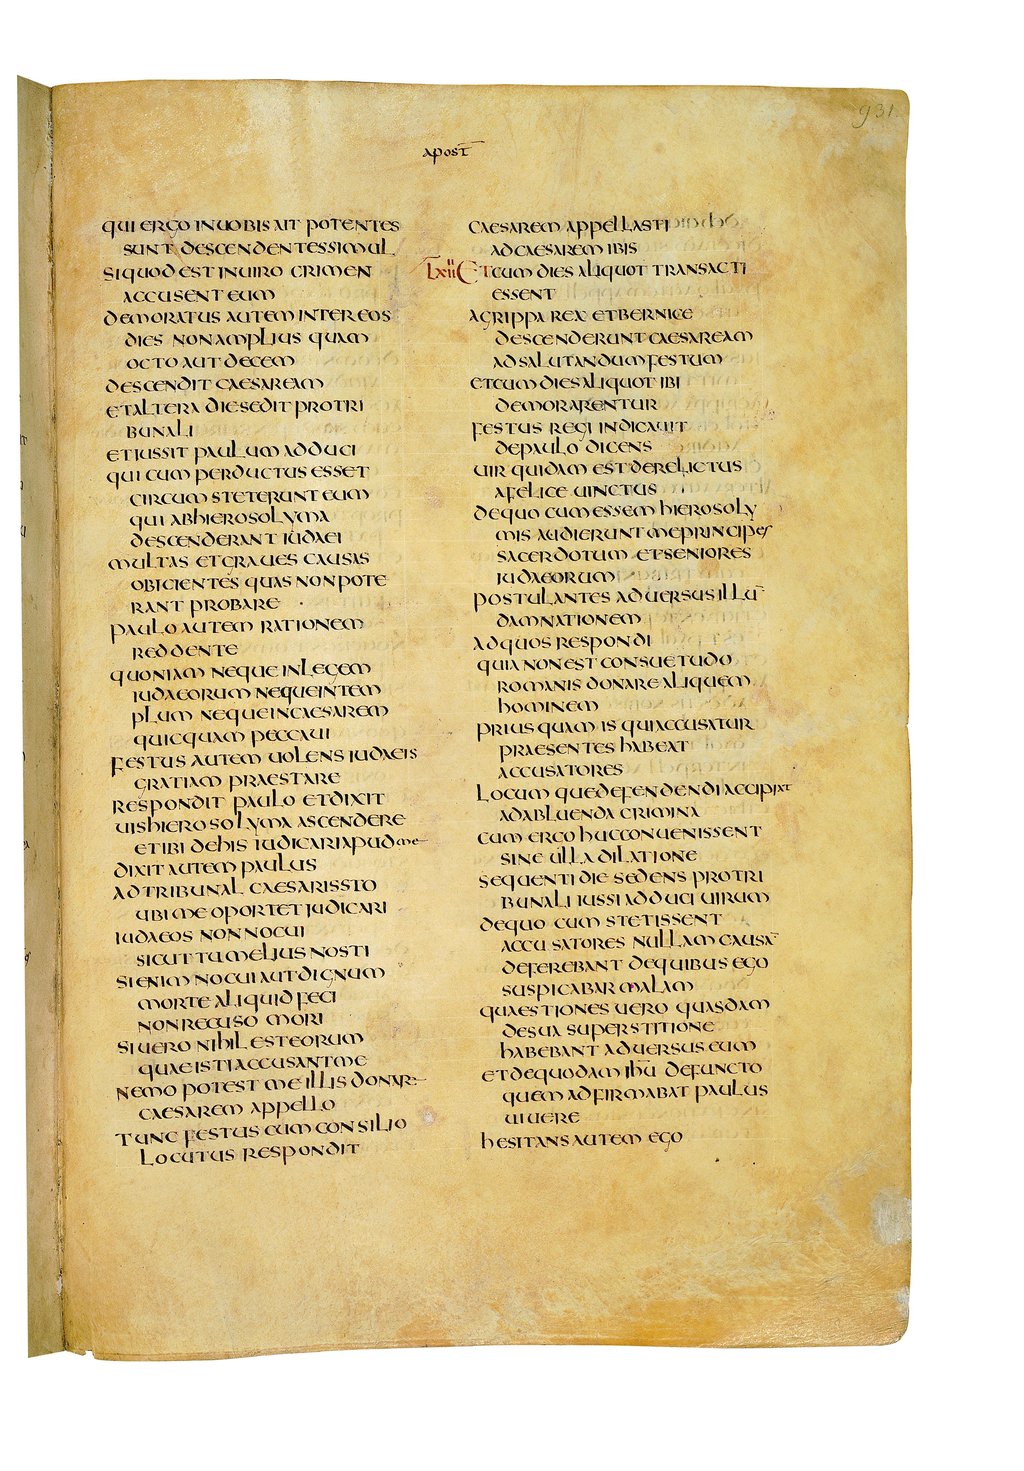 931
apost̄
qui ergo in uobis ait potentes
sunt descendentes simul
si quod est in uiro crimen
accusent eum
demoratus autem inter eos
dies non amplius quam
octo aut decem
descendit caesaream
et altera die sedit pro tri
bunali
et iussit paulum adduci
qui cum perductus esset
circumsteterunt eum
qui ab hierosolyma
descenderant iudaei
multas et graues causas
obicientes quas non pote
rant probare
paulo autem rationem
reddente
quoniam neque in legem
iudaeorum neque in tem
plum neque in caesarem
quicquam peccaui
festus autem uolens iudaeis
gratiam praestare
respondit paulo et dixit
uis hierosolyma ascendere
et ibi de his iudicari apud me
dixit autem paulus
ad tribunal caesaris sto
ubi me oportet iudicari
iudaeos non nocui
sicut tu melius nosti
si enim nocui aut dignum
morte aliquid feci
non recuso mori
si uero nihil est eorum
quae isti accusant me
nemo potest me illis donar̄
caesarem appello
tunc festus cum consilio
locutus respondit
caesarem appellasti
ad caesarem ibis
lxii Et cum dies aliquot transacti
essent
agrippa rex et bernice
descenderunt caesaream
ad salutandum festum
et cum dies aliquot ibi
demorarentur
festus regi indicauit
de paulo dicens
uir quidam est derelictus
a felice uinctus
de quo cum essem hierosoly
mis audierunt me principes
sacerdotum et seniores
iudaeorum
postulantes aduersus illū
damnationem
ad quos respondi
quia non est consuetudo
romanis donare aliquem
hominem
prius quam is qui accusatur
praesentes habeat
accusatores
locum que defendendi accipiat
ad abluenda crimina
cum ergo huc conuenissent
sine ulla dilatione
sequenti die sedens pro tri
bunali iussi adduci uirum
de quo cum stetissent
accusatores nullam causā
deferebant de quibus ego
suspicabar malam
quaestiones uero quasdam
de sua superstitione
habebant aduersus eum
et de quodam ih̄u defuncto
quem adfirmabat paulus
uiuere
hesitans autem ego